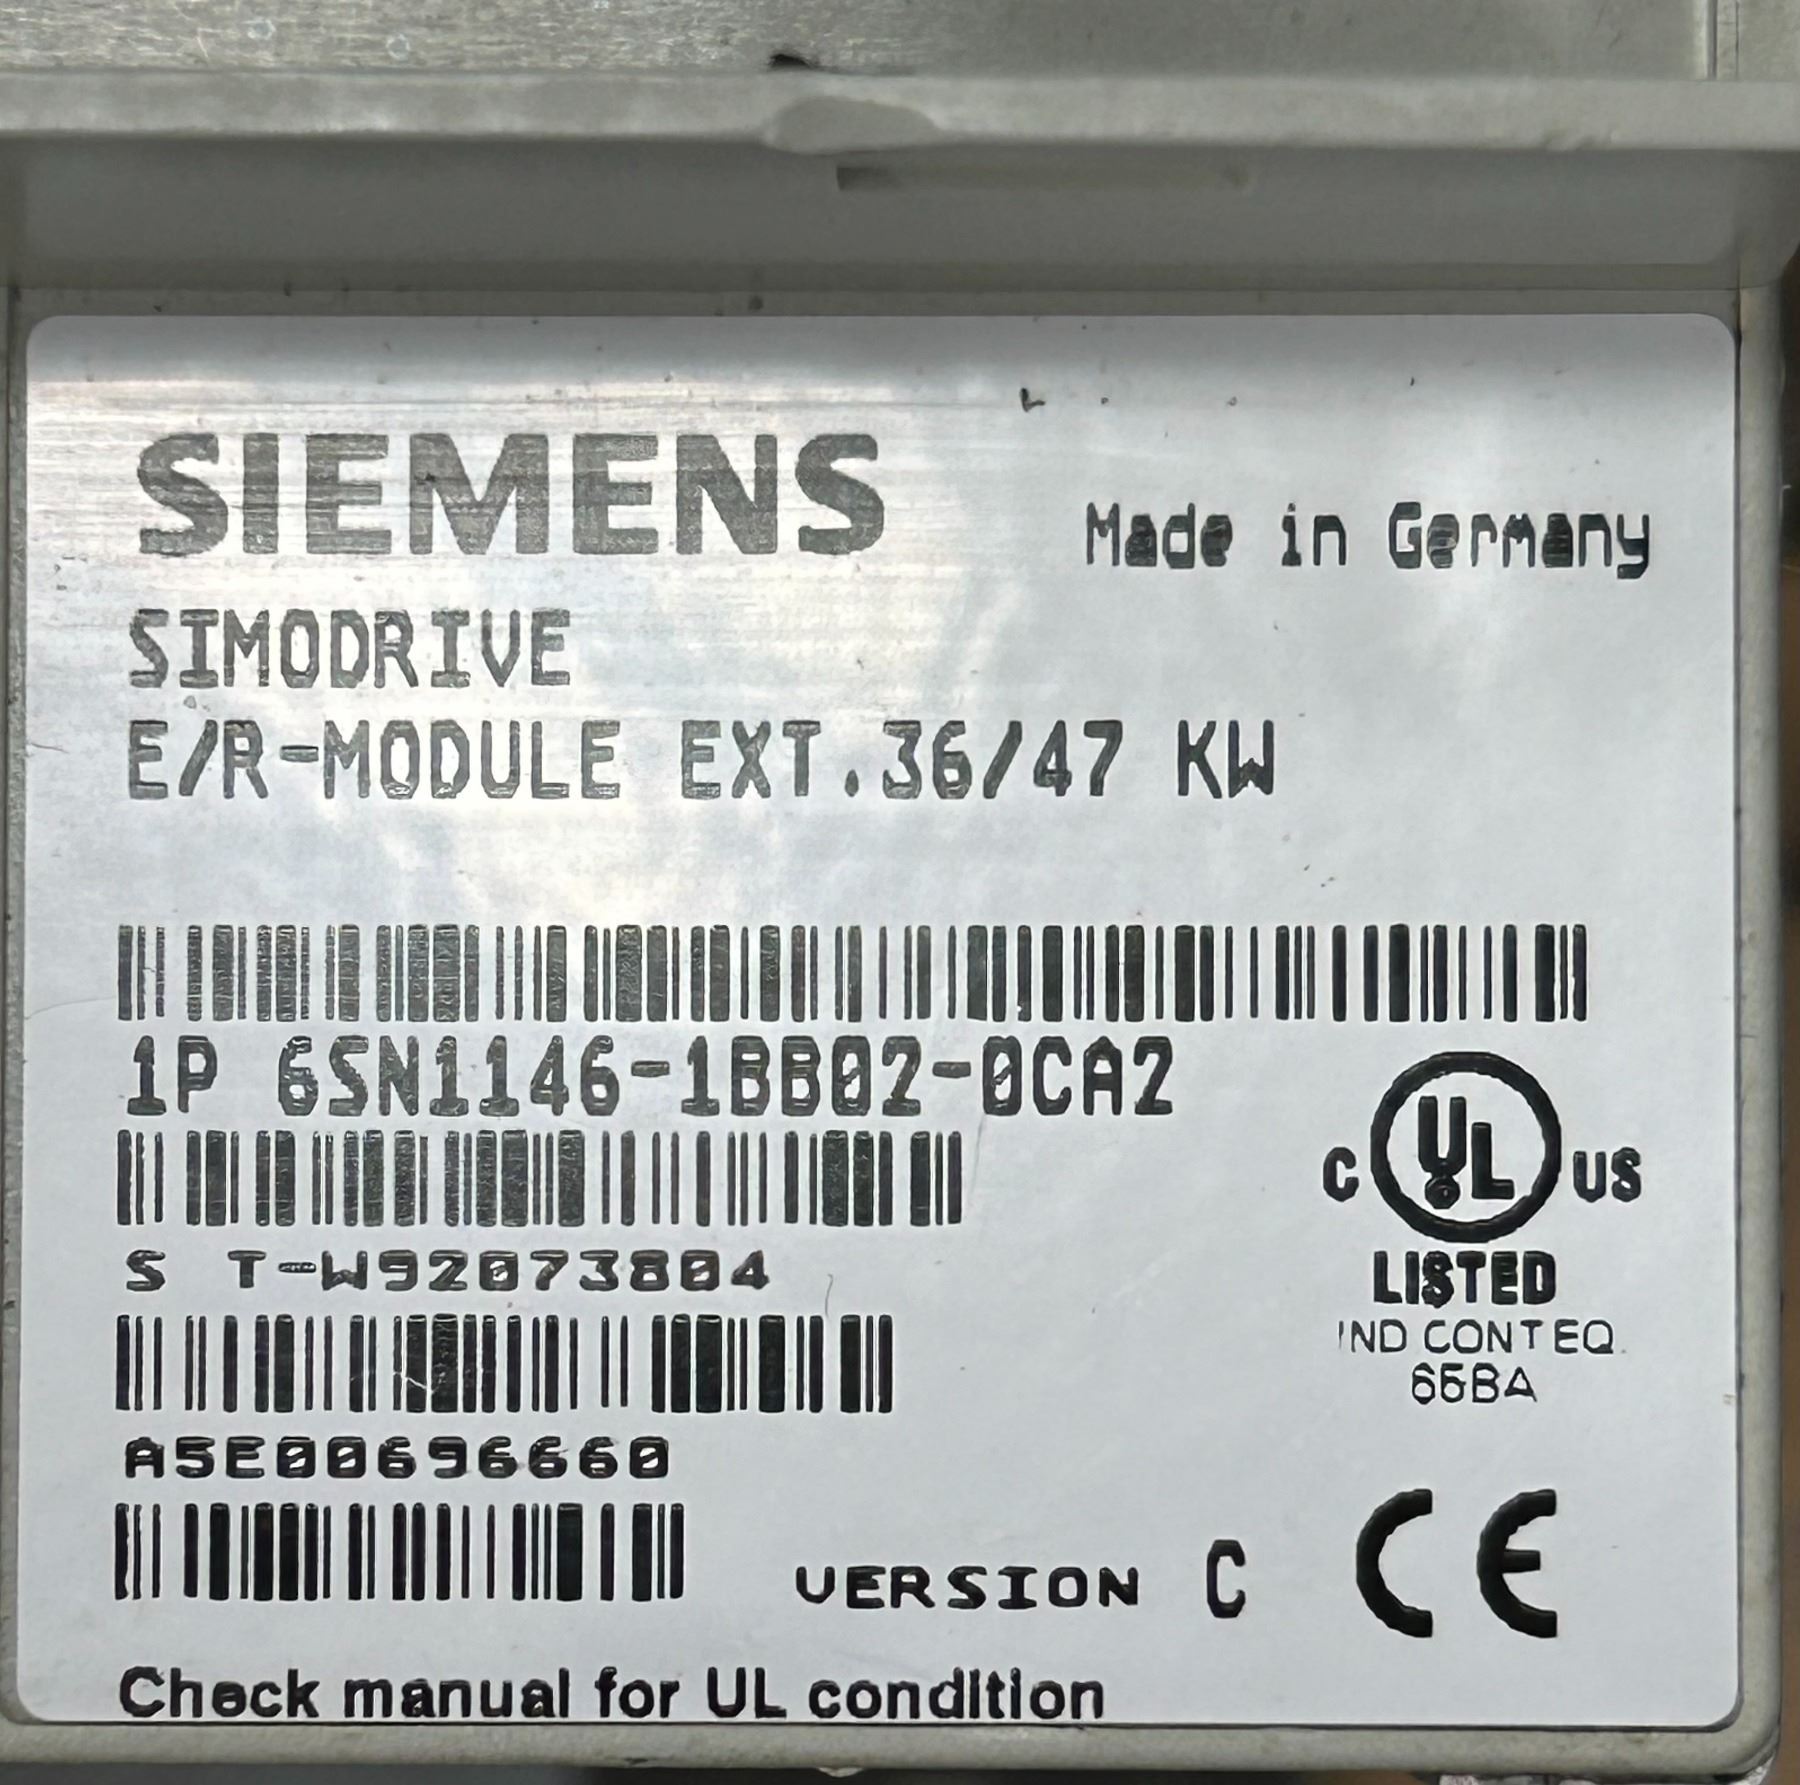 SIEMENS
Made in Germany
SIMODRIVE
E/R-MODULE EXT.36/47 KW
1P 6SN1146-1BB02-0CA2
C UL US
LISTED
IND CONT EQ.
S T-W92073804
A5E00696660
VERSION C
CE
Check manual for UL condition